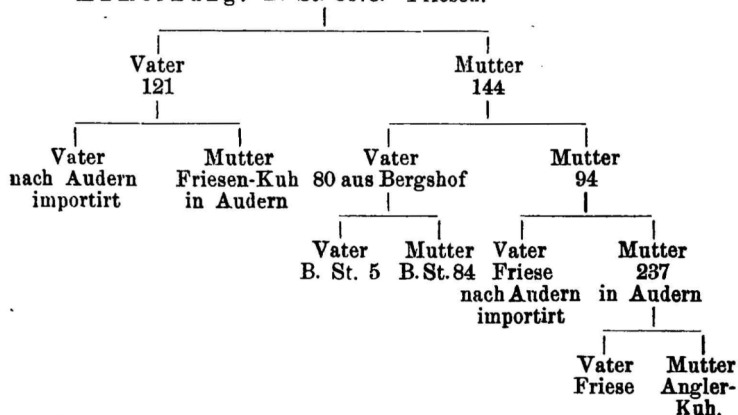 Vater Mutter
121 144
Vater Mutter Vater Mutter
nach Audern Friesen-Kuh 80 aus Bergshof 94
importirt in Audern
Vater Mutter Vater Mutter
B. St. 5 B. St. 84 Friese 237
nach Audern in Audern
importirt
Vater Mutter
Friese Angler-
Kuh.